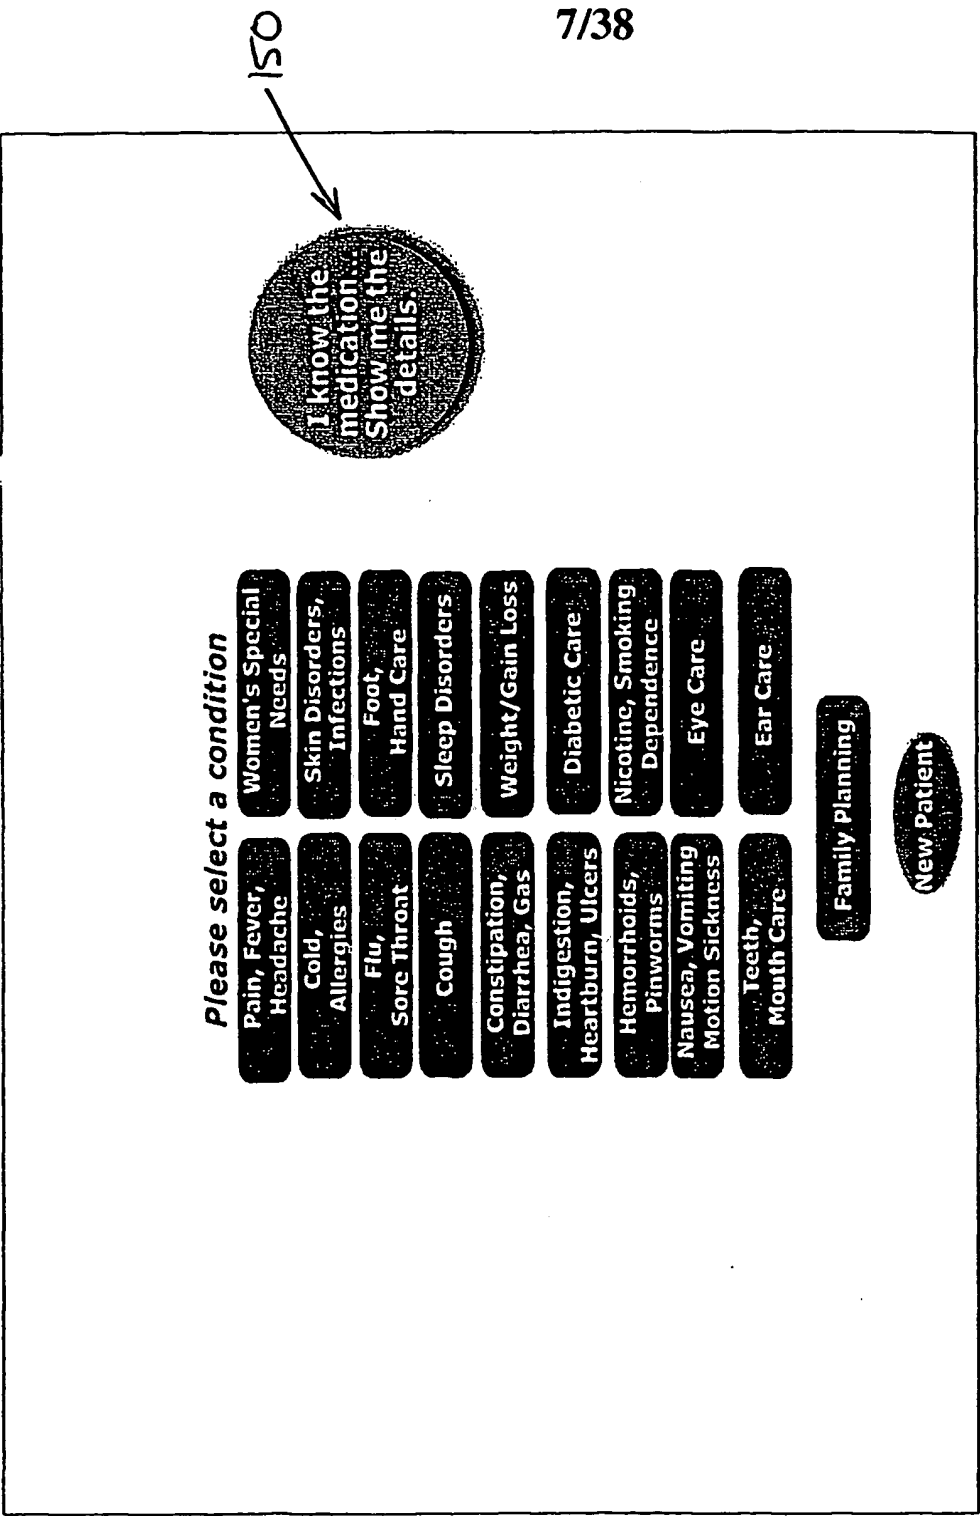 7/38
150
I know the
medication...
Show me the
details.
Please select a condition
Pain, Fever,
Headache
Women's Special
Needs
Cold,
Allergies
Skin Disorders,
Infections
Flu,
Sore Throat
Foot,
Hand Care
Cough
Sleep Disorders
Constipation,
Diarrhea, Gas
Weight/Gain Loss
Indigestion,
Heartburn, Ulcers
Diabetic Care
Hemorrhoids,
Pinworms
Nicotine, Smoking
Dependence
Nausea, Vomiting
Motion Sickness
Eye Care
Teeth,
Mouth Care
Ear Care
Family Planning
New Patient